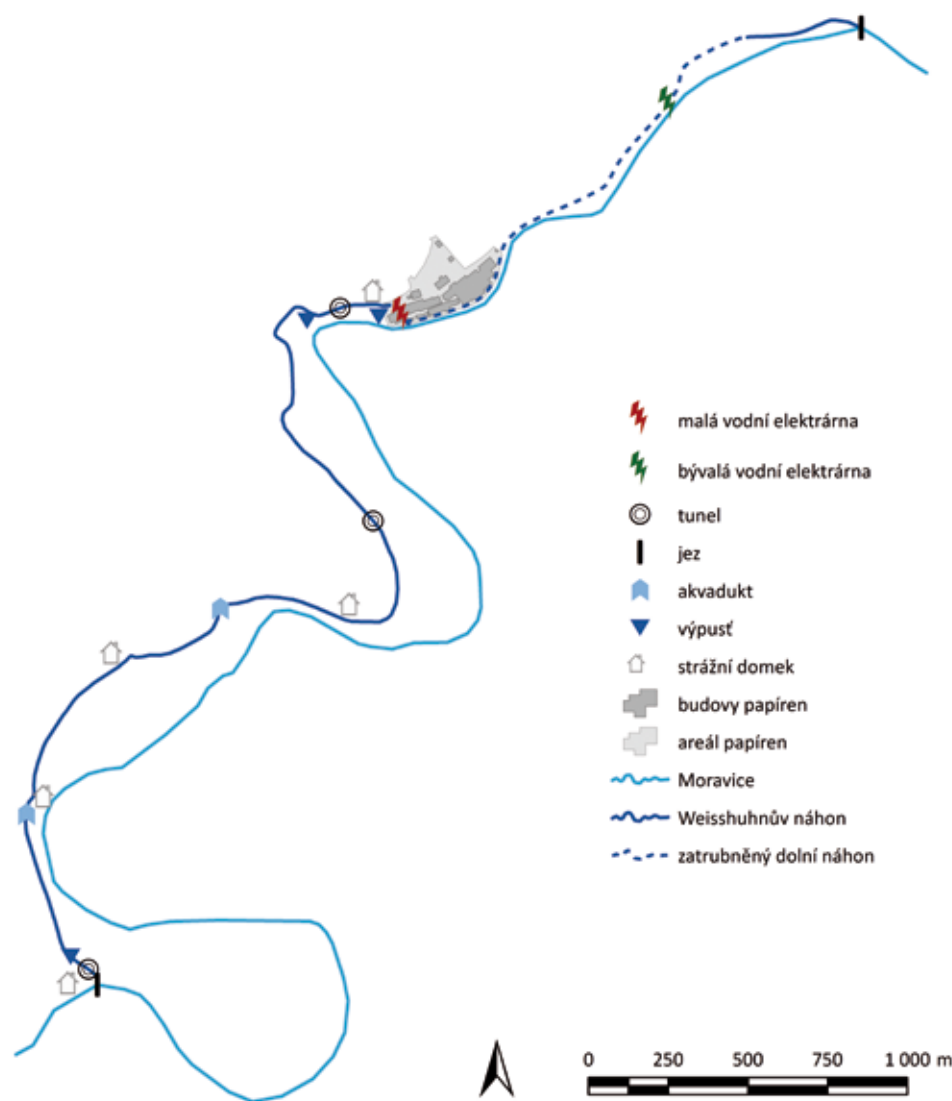 malá vodní elektrárna
bývalá vodní elektrárna
tunel
jez
akvadukt
výpusť
strážní domek
budovy papíren
areál papíren
Moravice
Weisshuhnův náhon
zatrubněný dolní náhon
0 250 500 750 1 000 m